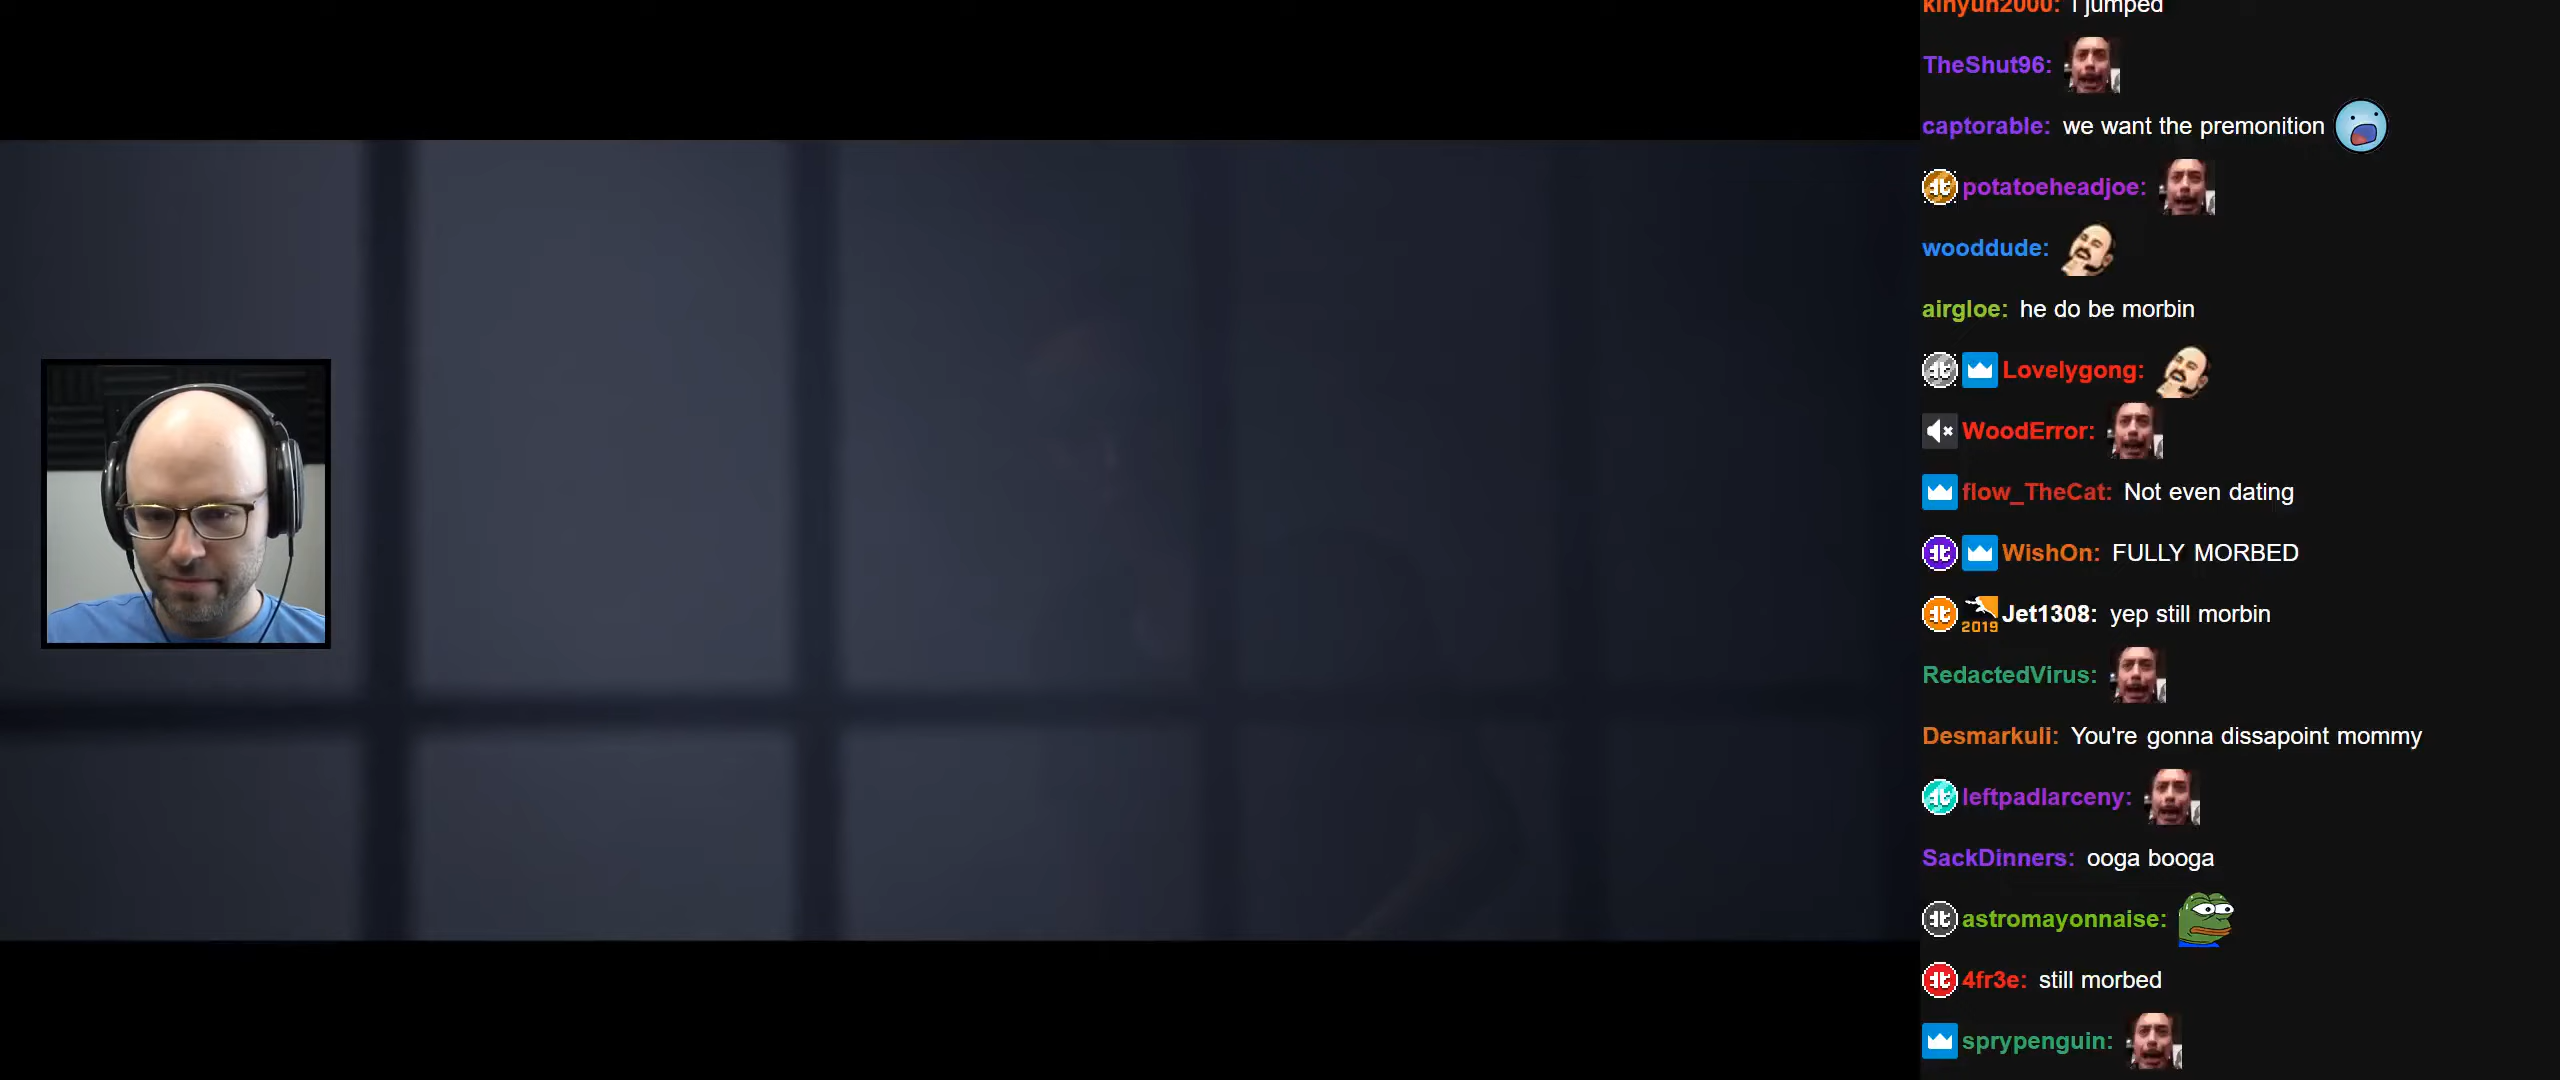 kinyun2000: I jumped
TheShut96:
captorable: we want the premonition
potatoeheadjoe:
wooddude:
airgloe: he do be morbin
Lovelygong:
WoodError:
flow_TheCat: Not even dating
WishOn: FULLY MORBED
2019 Jet1308: yep still morbin
RedactedVirus:
Desmarkuli: You're gonna dissapoint mommy
leftpadlarceny:
SackDinners: ooga booga
astromayonnaise:
4fr3e: still morbed
sprypenguin: